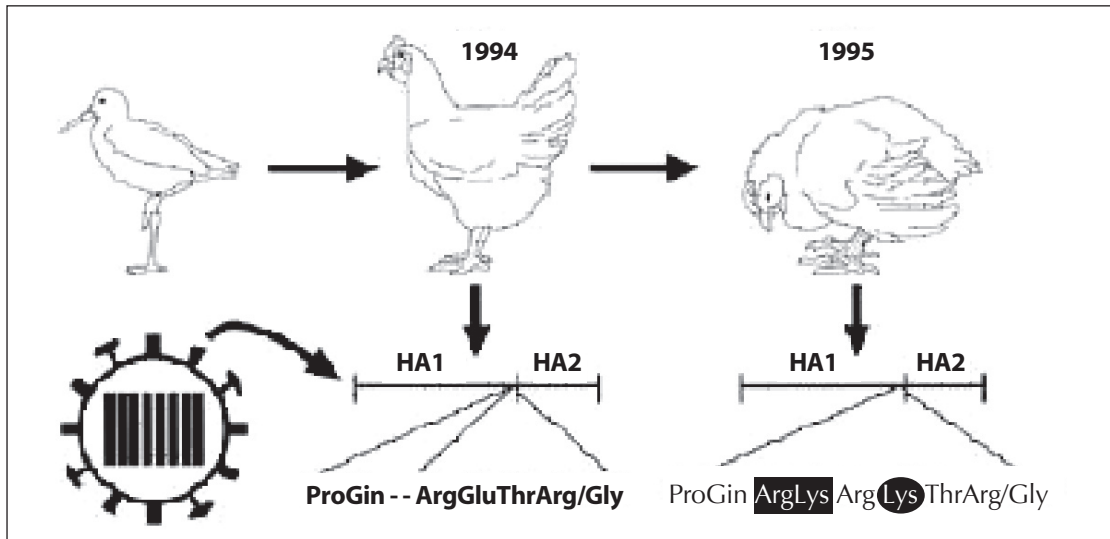 1994
1995
HA1
HA2
HA1
HA2
ProGin - - ArgGluThrArg/Gly
ProGin ArgLys Arg Lys ThrArg/Gly